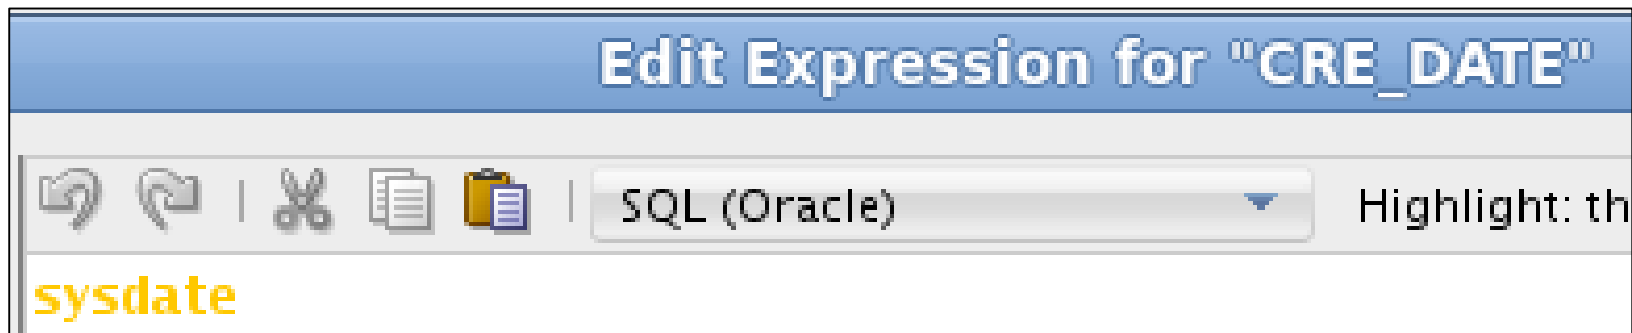 Edit Expression for "CRE_DATE"
SQL (Oracle) Highlight: th
sysdate